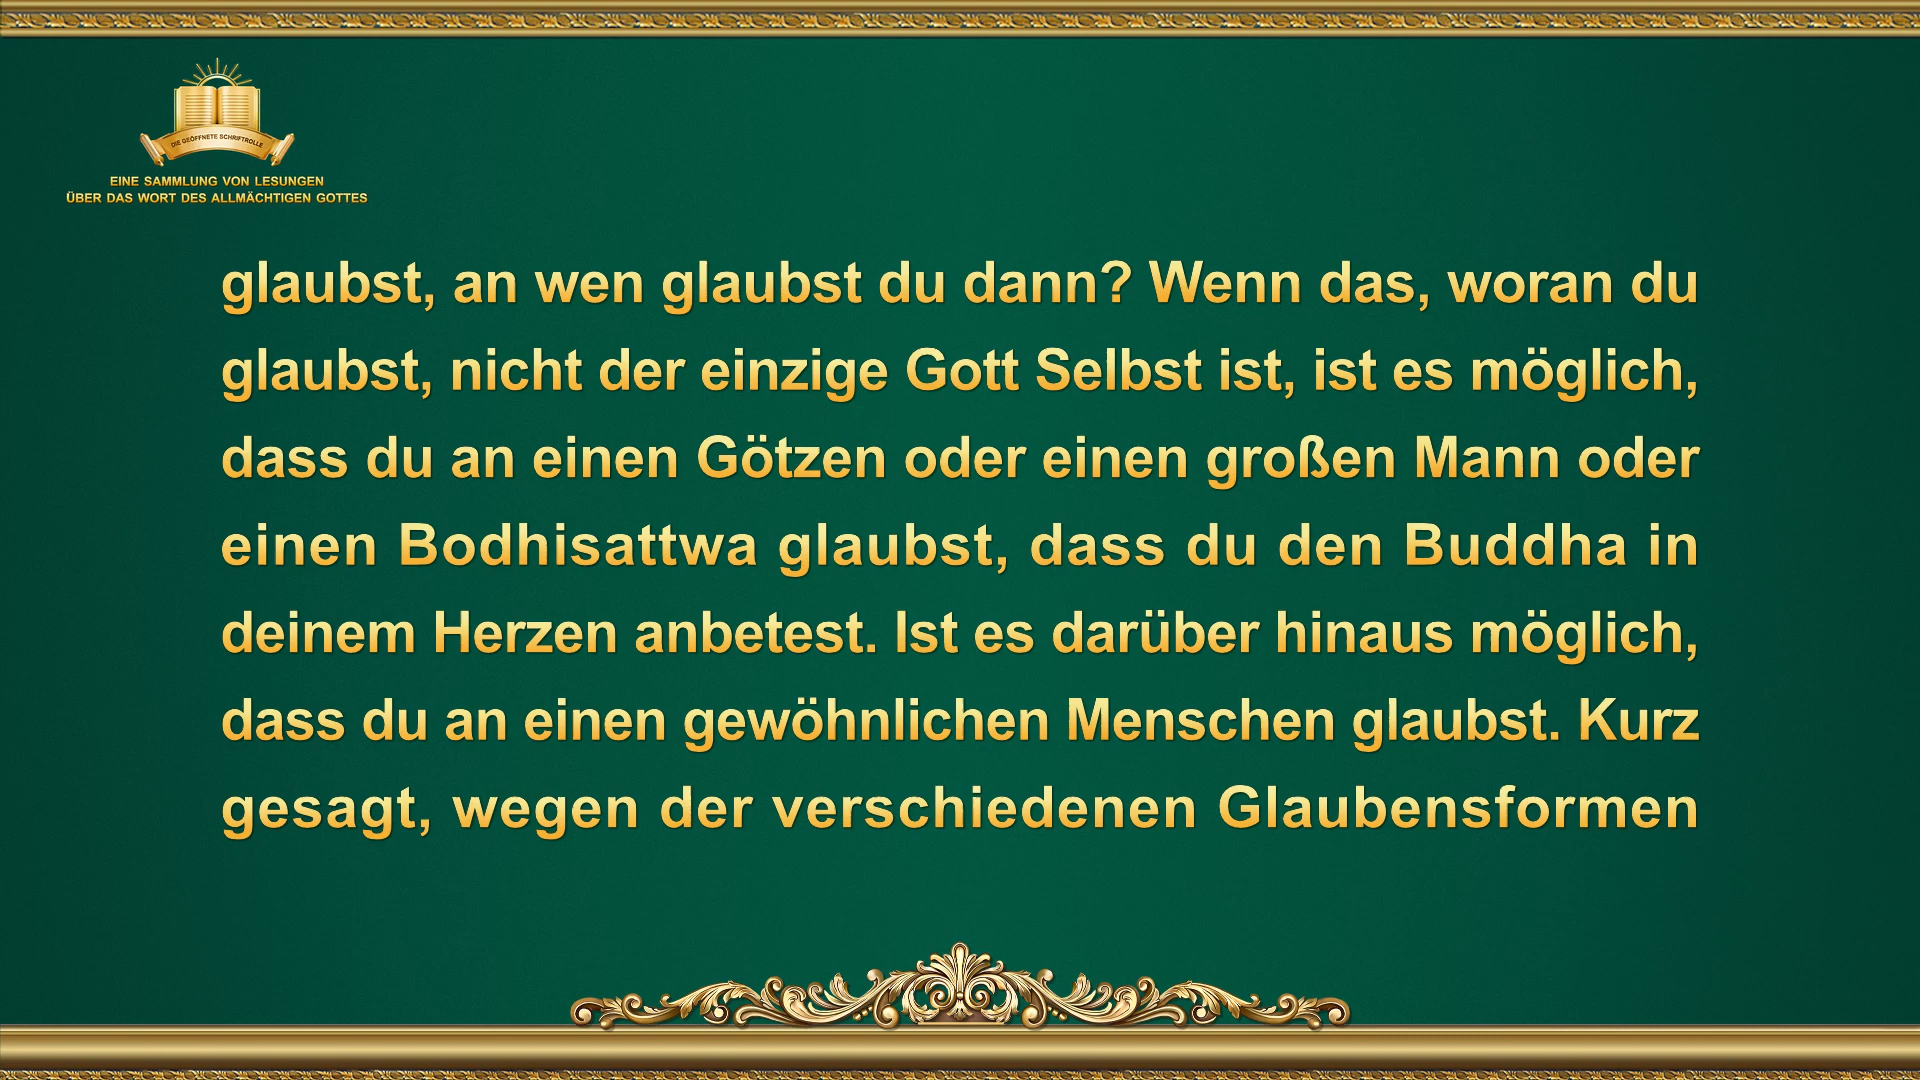 DIE GEÖFFNETE SCHRIFTROLLE
EINE SAMMLUNG VON LESUNGEN
ÜBER DAS WORT DES ALLMÄCHTIGEN GOTTES
glaubst, an wen glaubst du dann? Wenn das, woran du
glaubst, nicht der einzige Gott Selbst ist, ist es möglich,
dass du an einen Götzen oder einen großen Mann oder
einen Bodhisattwa glaubst, dass du den Buddha in
deinem Herzen anbetest. Ist es darüber hinaus möglich,
dass du an einen gewöhnlichen Menschen glaubst. Kurz
gesagt, wegen der verschiedenen Glaubensformen